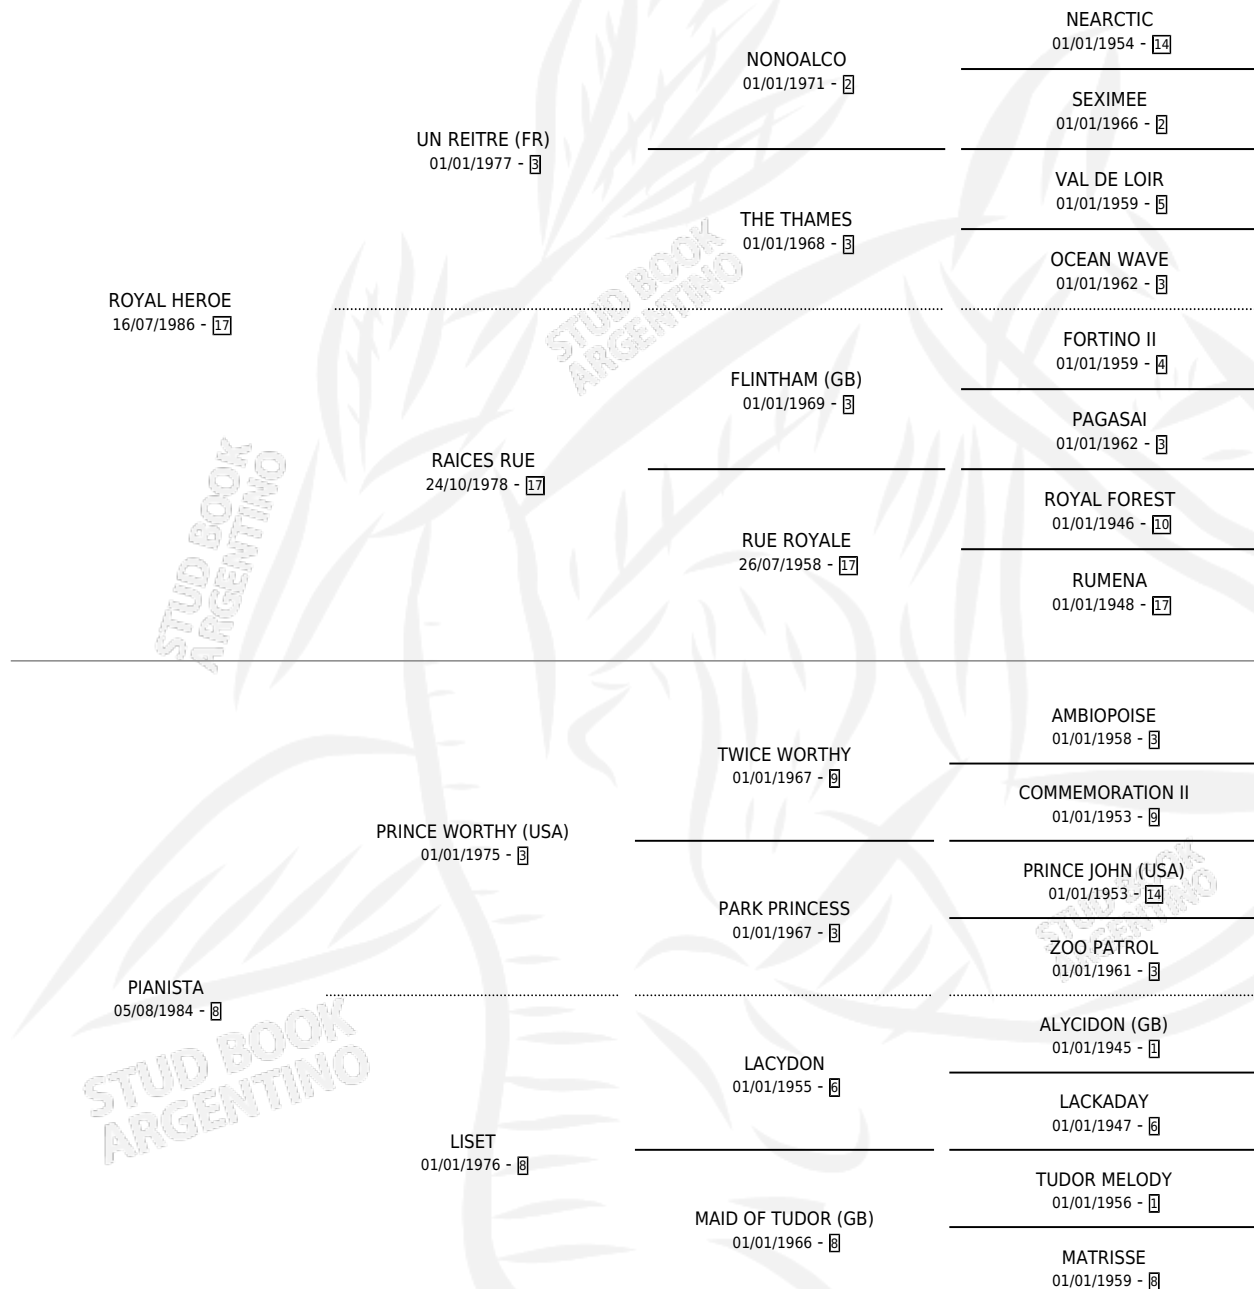 NEARCTIC
01/01/1954 - 14
NONOALCO
01/01/1971 - 2
SEXIMEE
01/01/1966 - 2
UN REITRE (FR)
01/01/1977 - 3
VAL DE LOIR
01/01/1959 - 5
THE THAMES
01/01/1968 - 3
OCEAN WAVE
01/01/1962 - 3
ROYAL HEROE
16/07/1986 - 17
FORTINO II
01/01/1959 - 4
FLINTHAM (GB)
01/01/1969 - 3
PAGASAI
01/01/1962 - 3
RAICES RUE
24/10/1978 - 17
ROYAL FOREST
01/01/1946 - 10
RUE ROYALE
26/07/1958 - 17
RUMENA
01/01/1948 - 17
STUD BOOK
ARGENTINO
STUD BOOK
ARGENTINO
AMBIOPOISE
01/01/1958 - 3
TWICE WORTHY
01/01/1967 - 9
COMMEMORATION II
01/01/1953 - 9
PRINCE WORTHY (USA)
01/01/1975 - 3
PRINCE JOHN (USA)
01/01/1953 - 14
PARK PRINCESS
01/01/1967 - 3
ZOO PATROL
01/01/1961 - 3
PIANISTA
05/08/1984 - 8
ALYCIDON (GB)
01/01/1945 - 1
LACYDON
01/01/1955 - 6
LACKADAY
01/01/1947 - 6
LISET
01/01/1976 - 8
TUDOR MELODY
01/01/1956 - 1
MAID OF TUDOR (GB)
01/01/1966 - 8
MATRISSE
01/01/1959 - 8
STUD BOOK
ARGENTINO
STUD BOOK
ARGENTINO